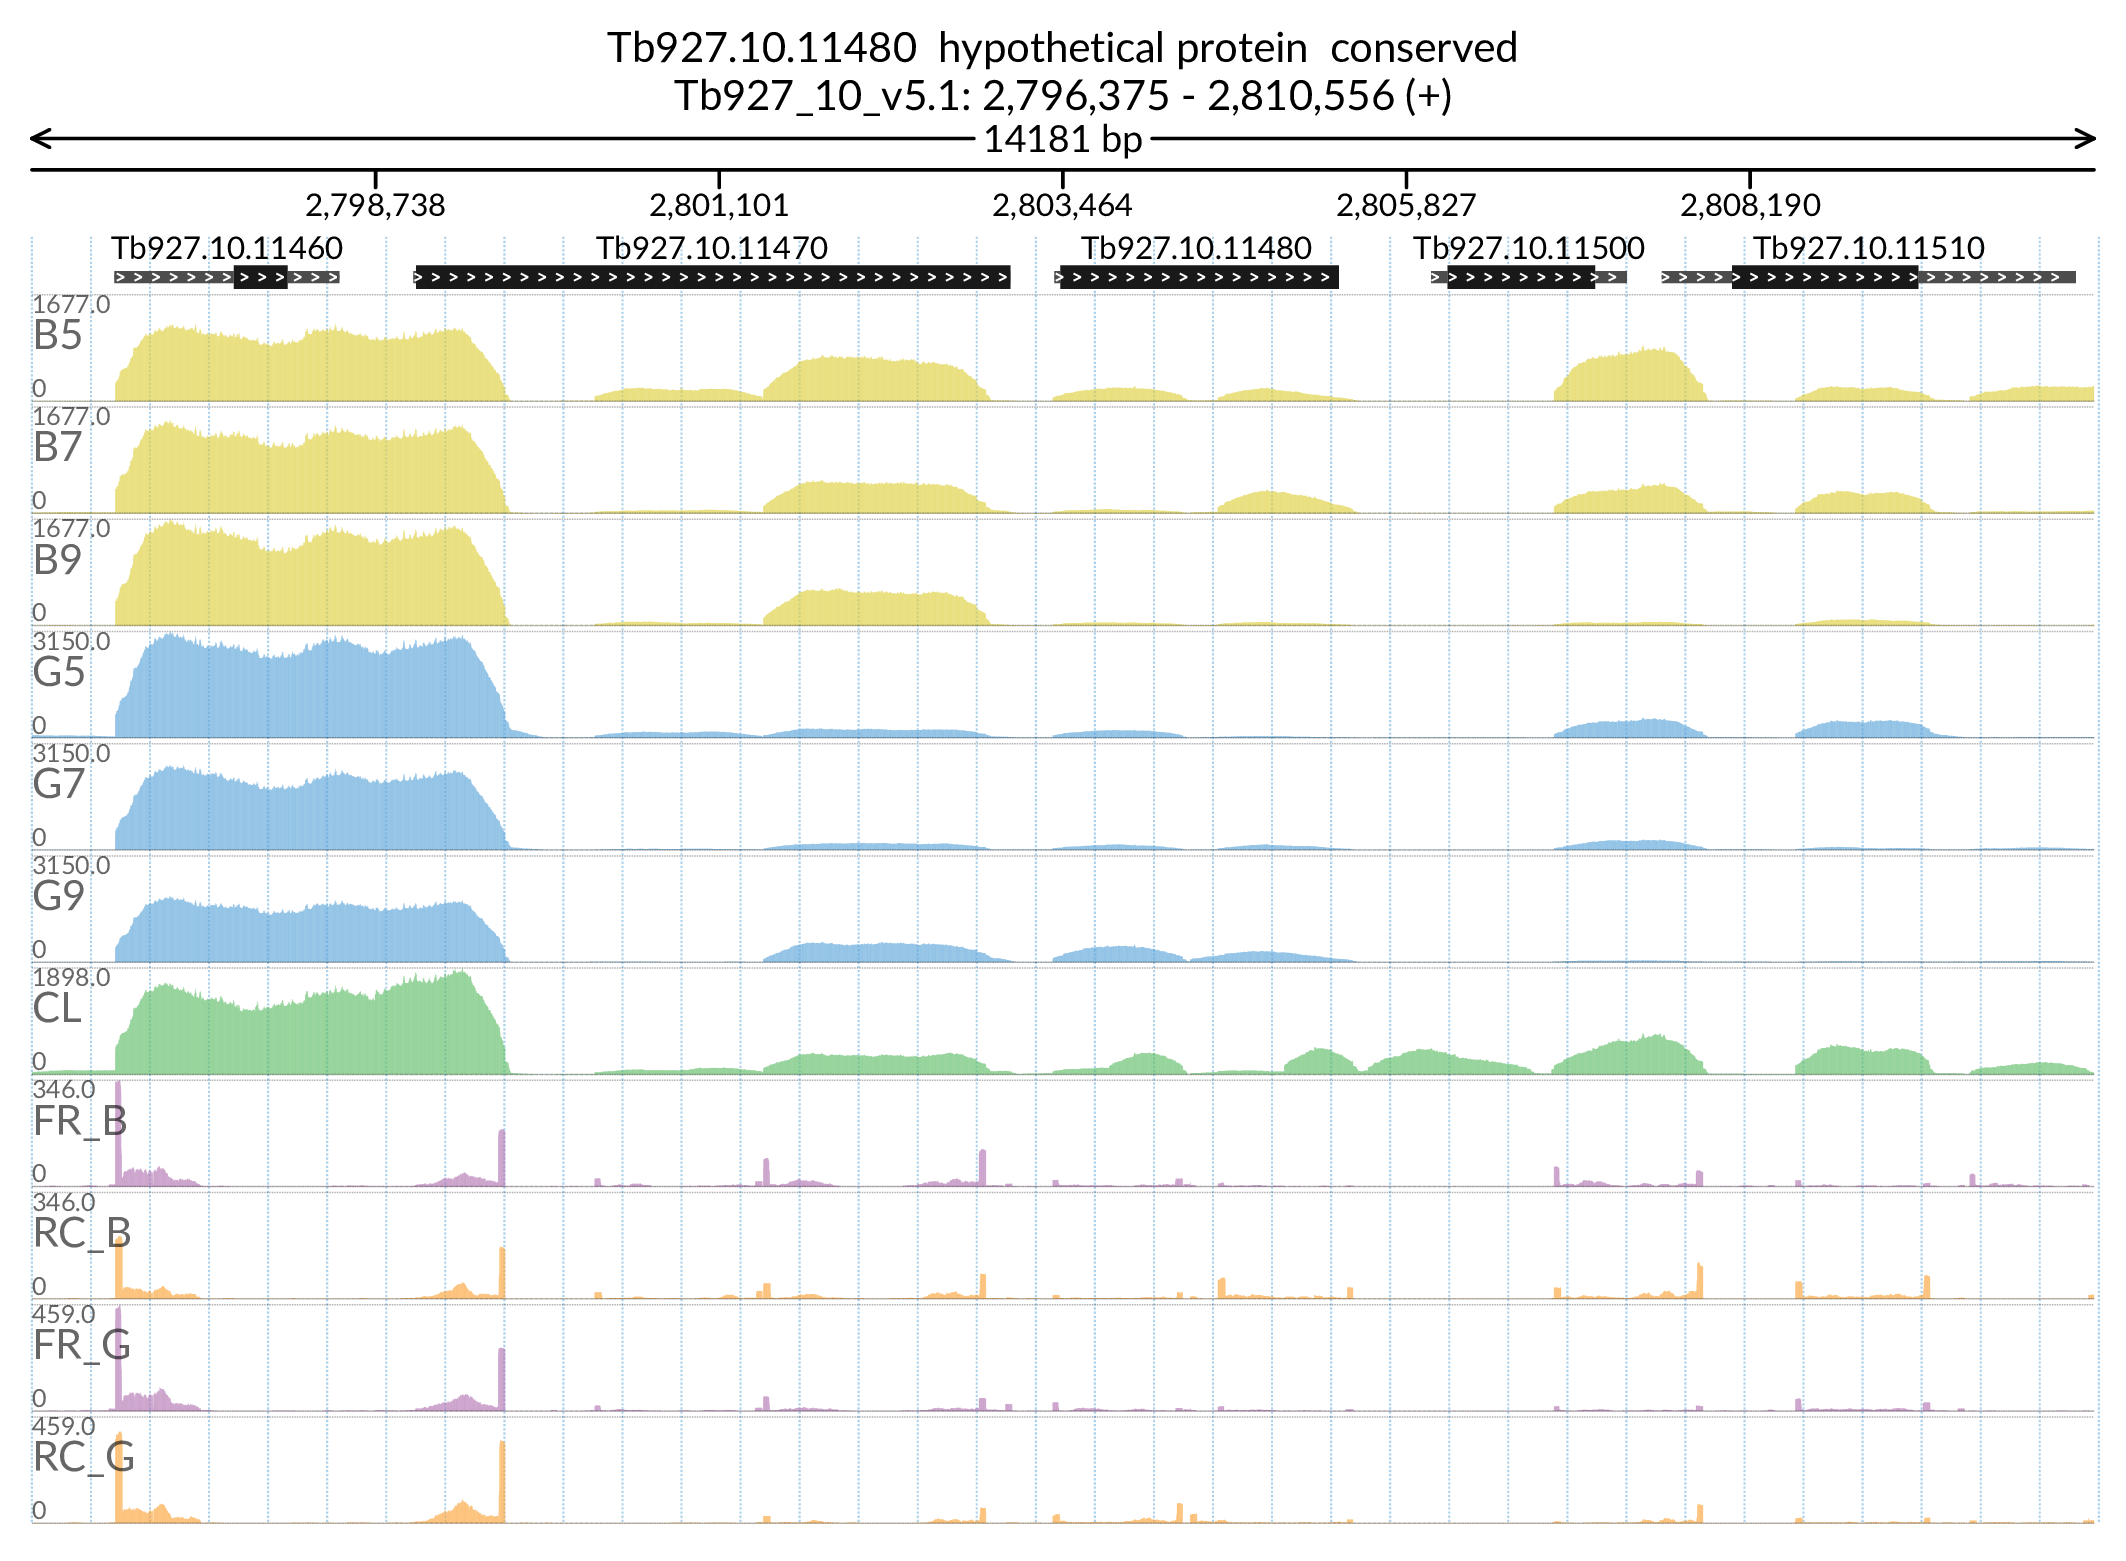 Tb927.10.11480 hypothetical protein conserved
Tb927_10_v5.1: 2,796,375 - 2,810,556 (+)
14181 bp
2,798,738 2,801,101 2,803,464 2,805,827 2,808,190
Tb927.10.11460 Tb927.10.11470 Tb927.10.11480 Tb927.10.11500 Tb927.10.11510
1677.0
B5
0
1677.0
B7
0
1677.0
B9
0
3150.0
G5
0
3150.0
G7
0
3150.0
G9
0
1898.0
CL
0
346.0
FR_B
0
346.0
RC_B
0
459.0
FR_G
0
459.0
RC_G
0